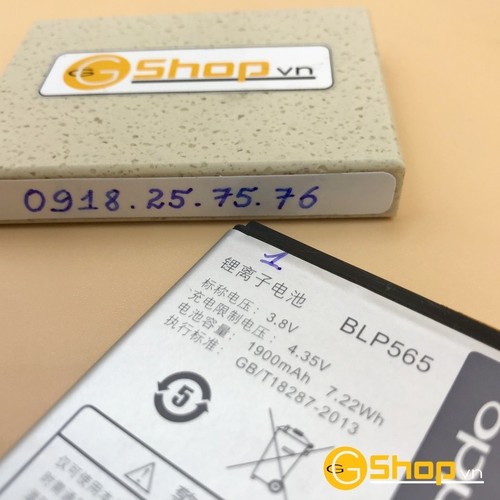 GShop vn
0918.25.75.76
1.
锂离子电池
BLP565
标称电压：3.8V
充电限制电压：4.35V
电池容量：1900mAh 7.22Wh
执行标准：GB/T18287-2013
5
GShop.vn